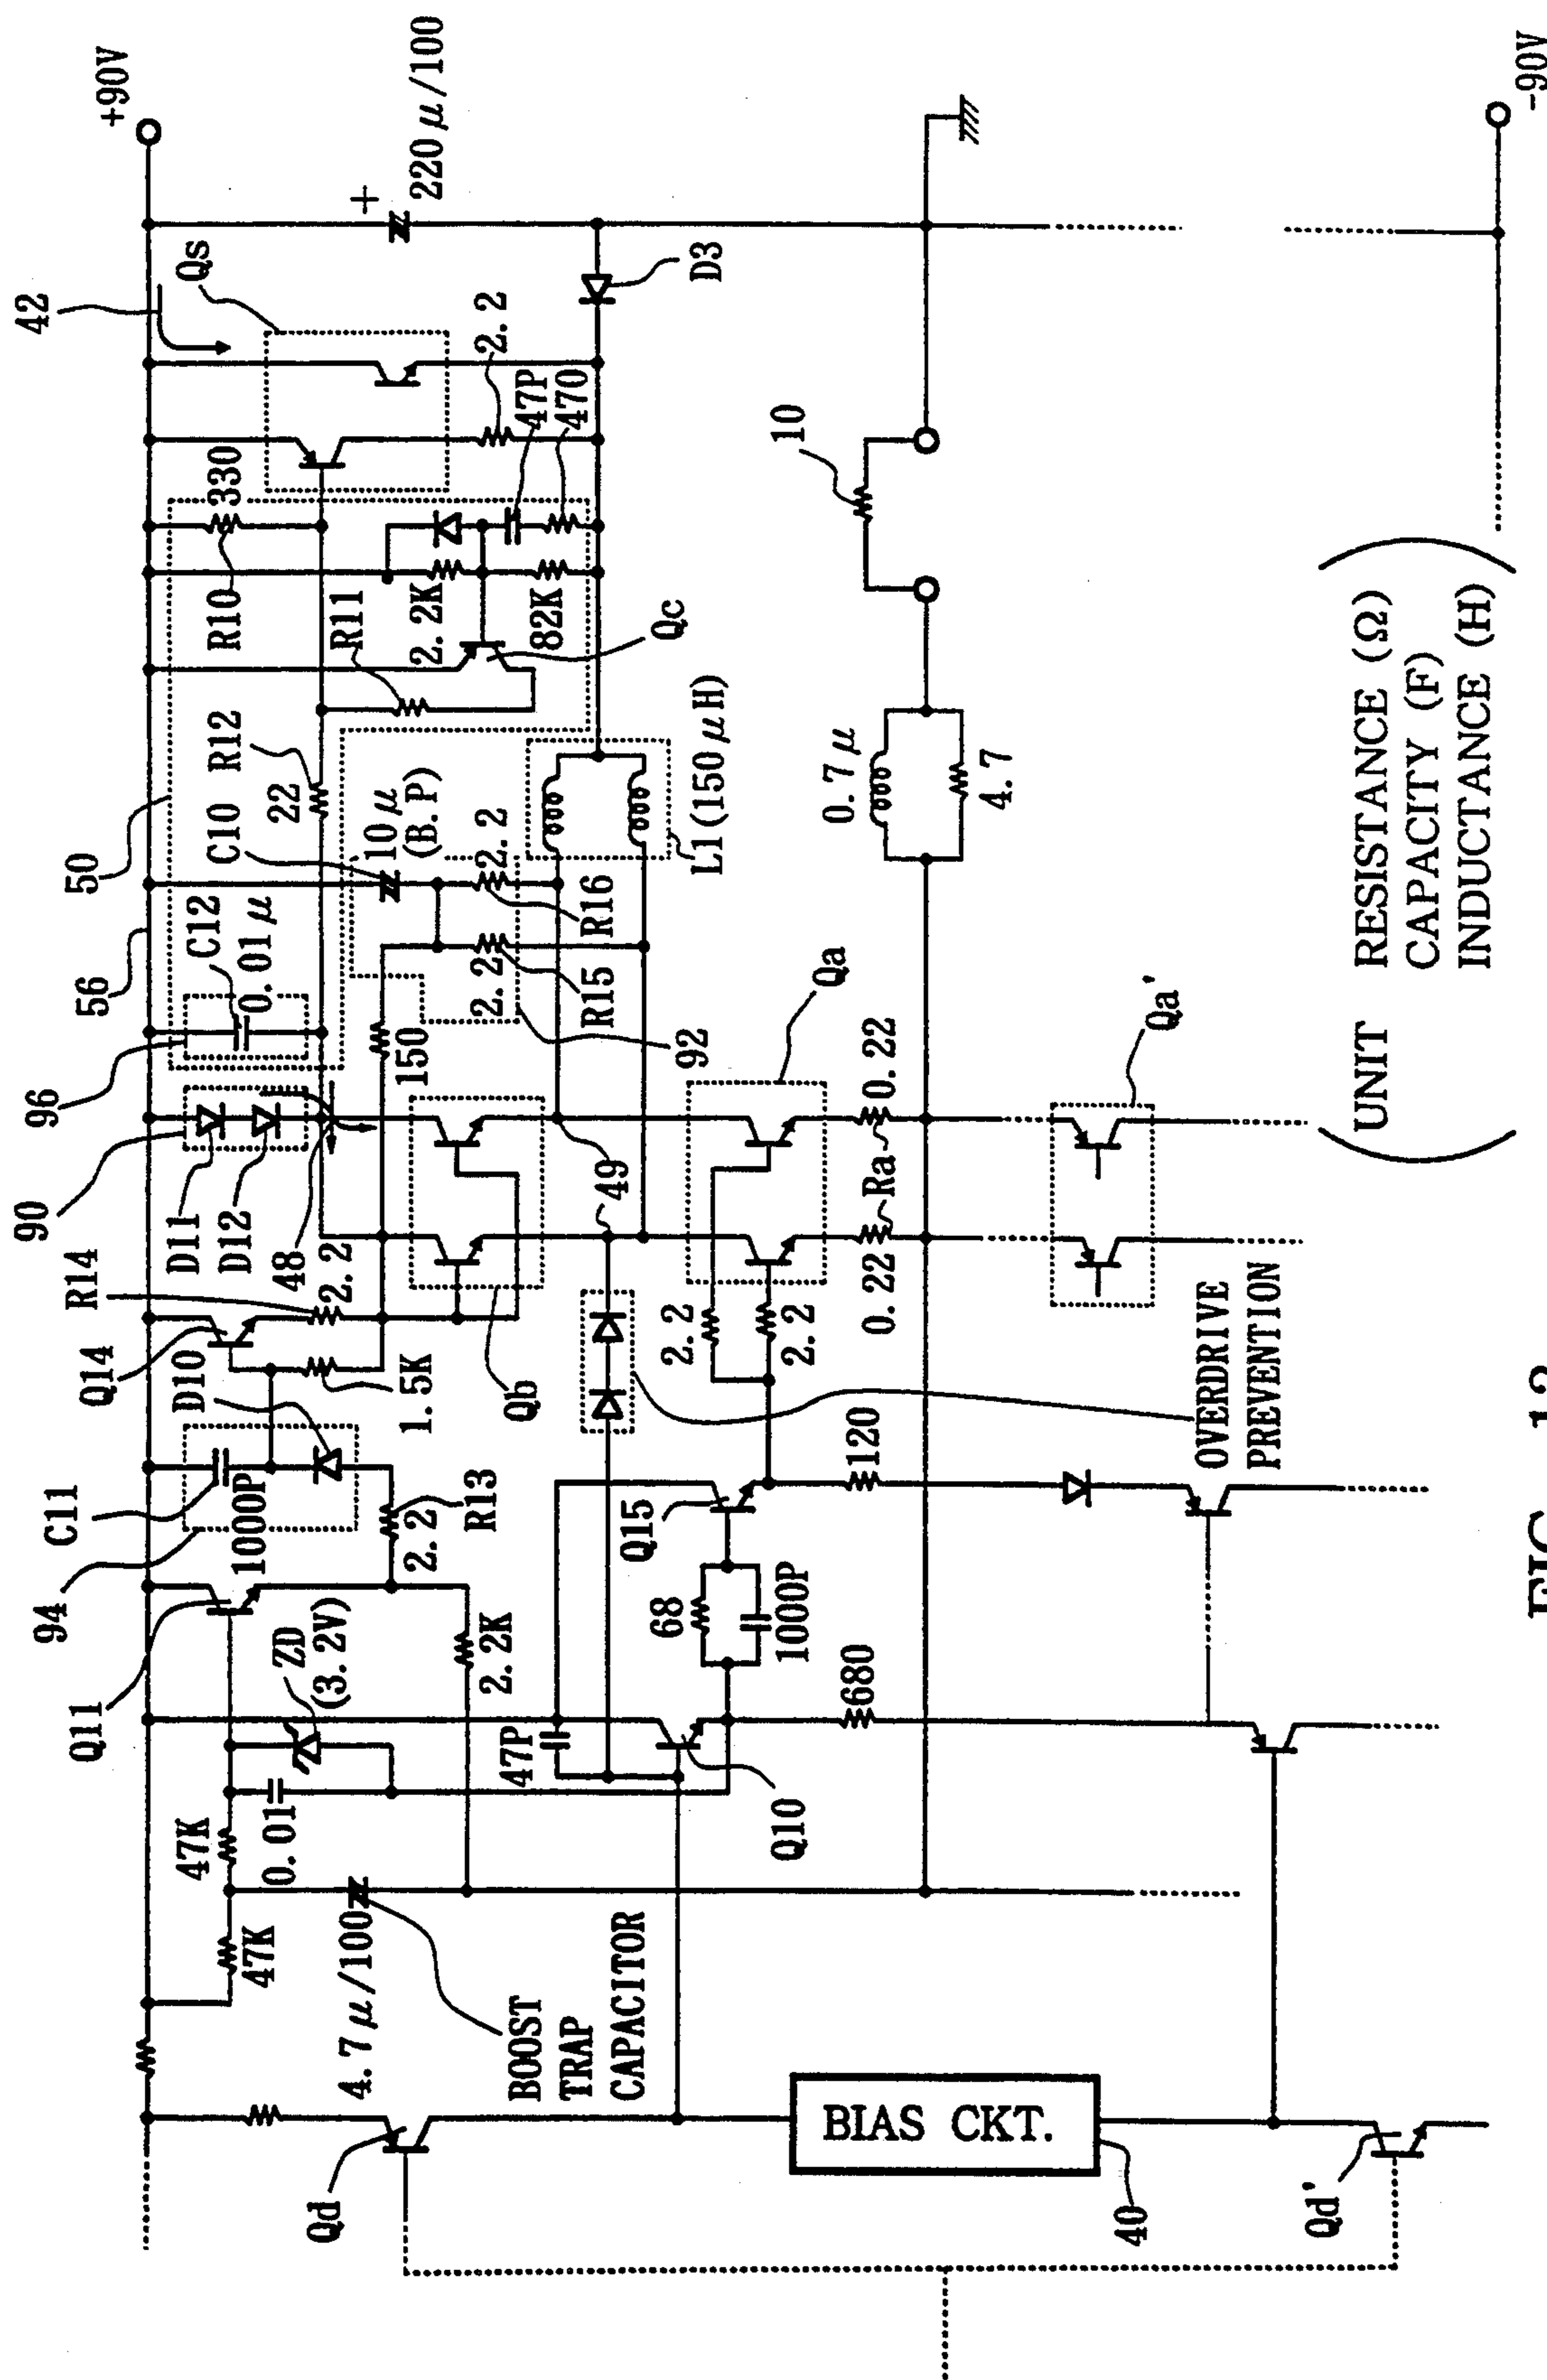 +90V
42
Qs
220μ/100
+
D3
2.2
47P
470
330
R10
R11
2.2K
82K
Qc
50
R12
22
C10
10μ
(B.P)
2.2
R16
L1(150μH)
56
C12
0.01μ
96
150
2.2
R15
92
90
D11
D12
48
49
Qa
R14
2.2
Q14
D10
1.5K
Qb
2.2
2.2
0.22
Ra
0.22
Qa'
10
0.7μ
4.7
C11
1000P
94
R13
2.2
Q15
120
OVERDRIVE
PREVENTION
Q11
ZD
(3.2V)
2.2K
68
1000P
47P
680
Q10
47K
0.01
47K
4.7μ/100
BOOST
TRAP
CAPACITOR
Qd
BIAS CKT.
40
Qd'
-90V
UNIT RESISTANCE (Ω)
CAPACITY (F)
INDUCTANCE (H)